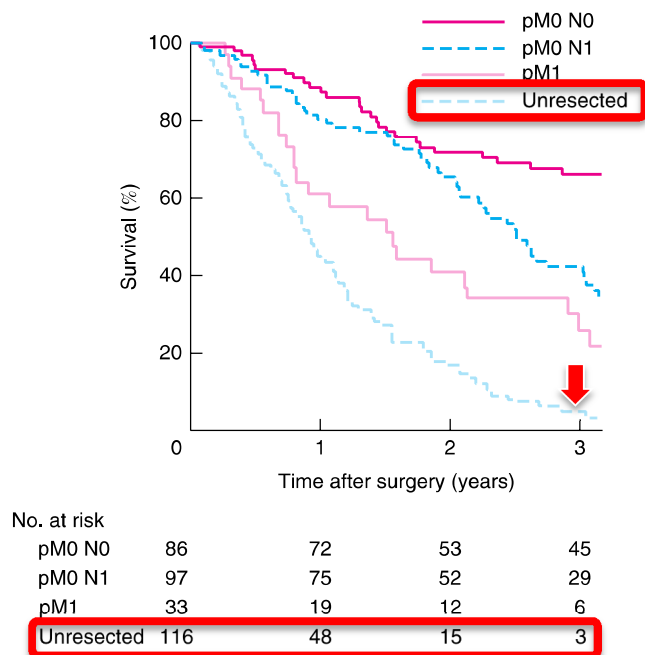 pM0 N0
pM0 N1
pM1
Unresected
100
80
60
40
20
0
1
2
3
Survival (%)
Time after surgery (years)
No. at risk
pM0 N0 86 72 53 45
pM0 N1 97 75 52 29
pM1 33 19 12 6
Unresected 116 48 15 3